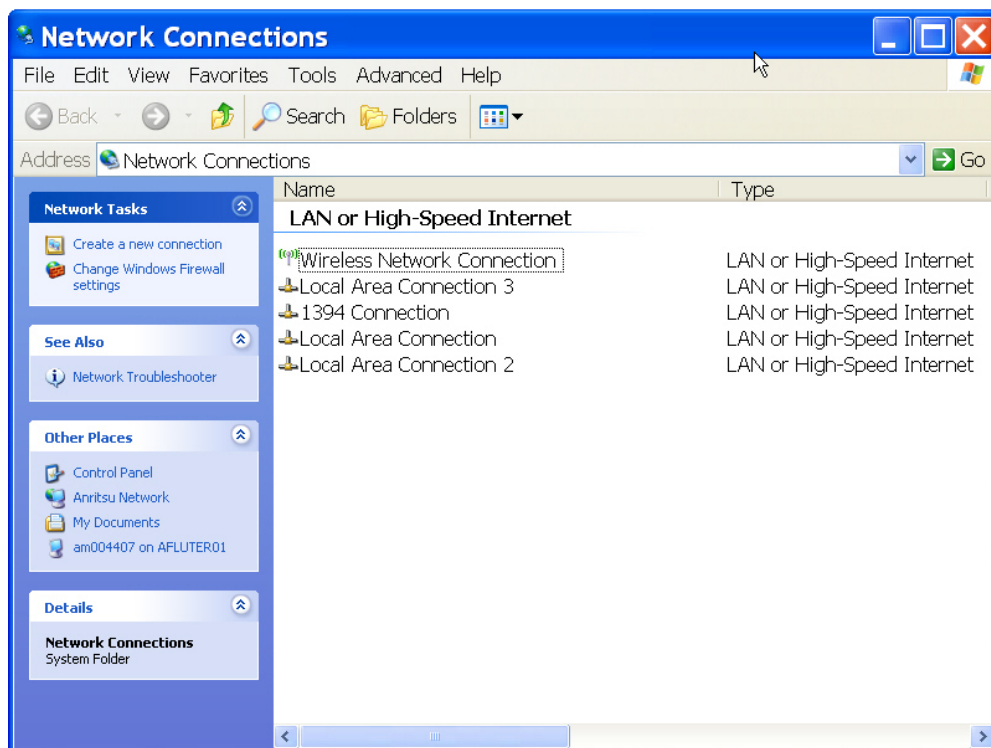 Network Connections
File Edit View Favorites Tools Advanced Help
Back Search Folders
Address Network Connections Go
Network Tasks
Create a new connection
Change Windows Firewall
settings
See Also
Network Troubleshooter
Other Places
Control Panel
Anritsu Network
My Documents
am004407 on AFLUTER01
Details
Network Connections
System Folder
Name Type
LAN or High-Speed Internet
Wireless Network Connection LAN or High-Speed Internet
Local Area Connection 3 LAN or High-Speed Internet
1394 Connection LAN or High-Speed Internet
Local Area Connection LAN or High-Speed Internet
Local Area Connection 2 LAN or High-Speed Internet